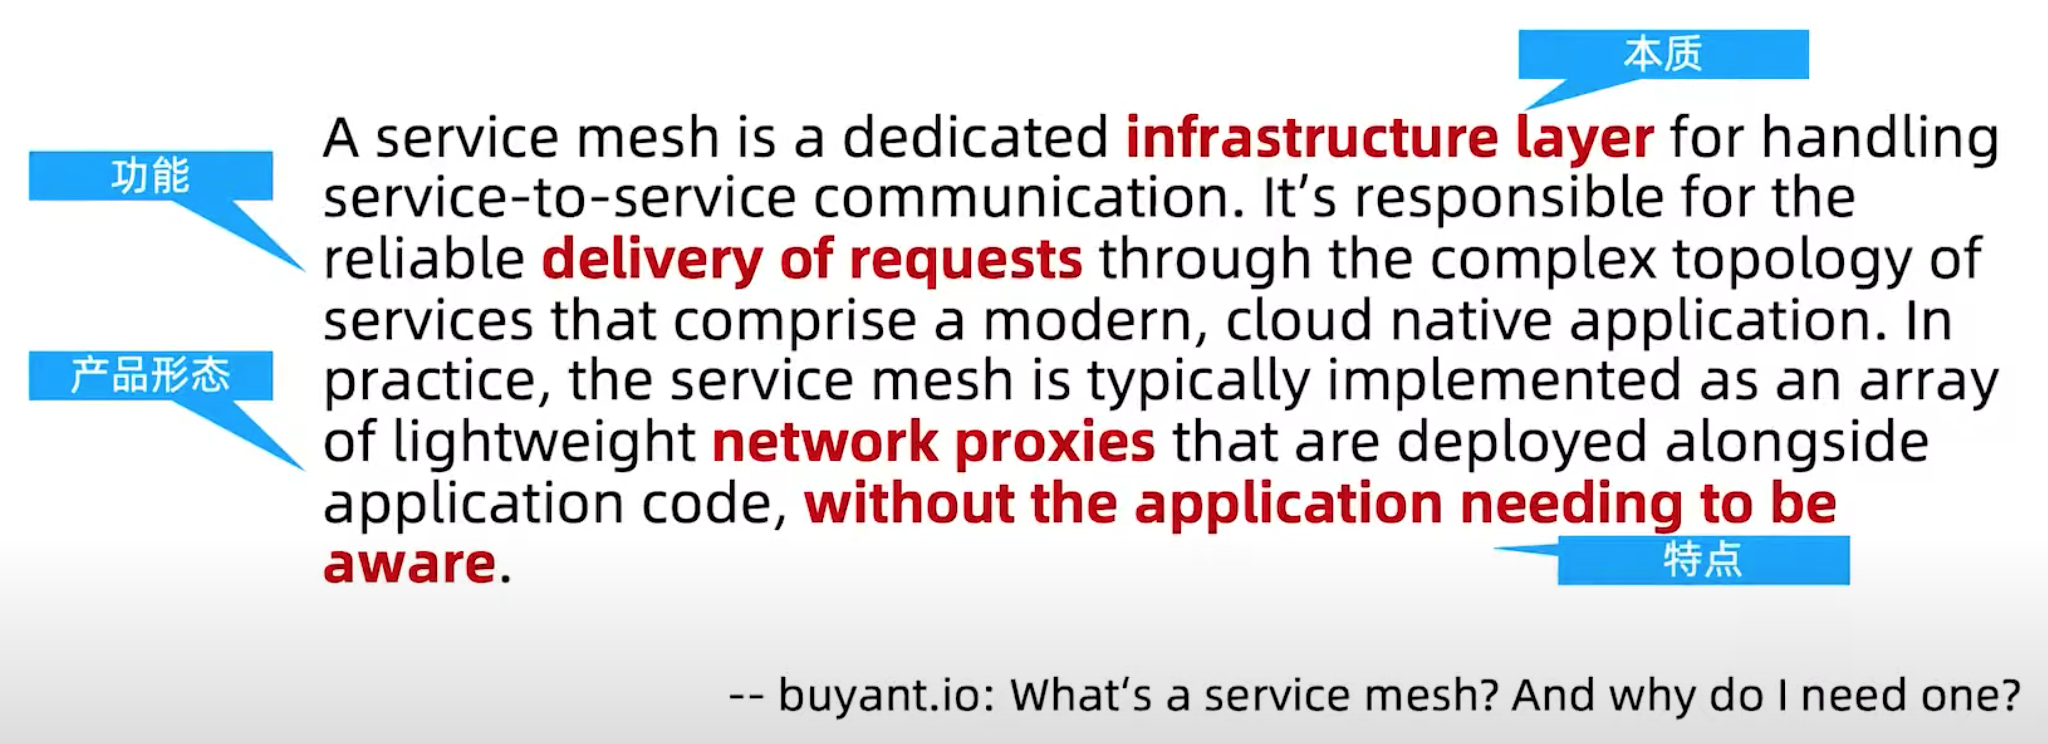 本质
A service mesh is a dedicated infrastructure layer for handling
功能
service-to-service communication. It’s responsible for the
reliable delivery of requests through the complex topology of
services that comprise a modern, cloud native application. In
产品形态
practice, the service mesh is typically implemented as an array
of lightweight network proxies that are deployed alongside
application code, without the application needing to be
aware.
特点
-- buyant.io: What‘s a service mesh? And why do I need one?